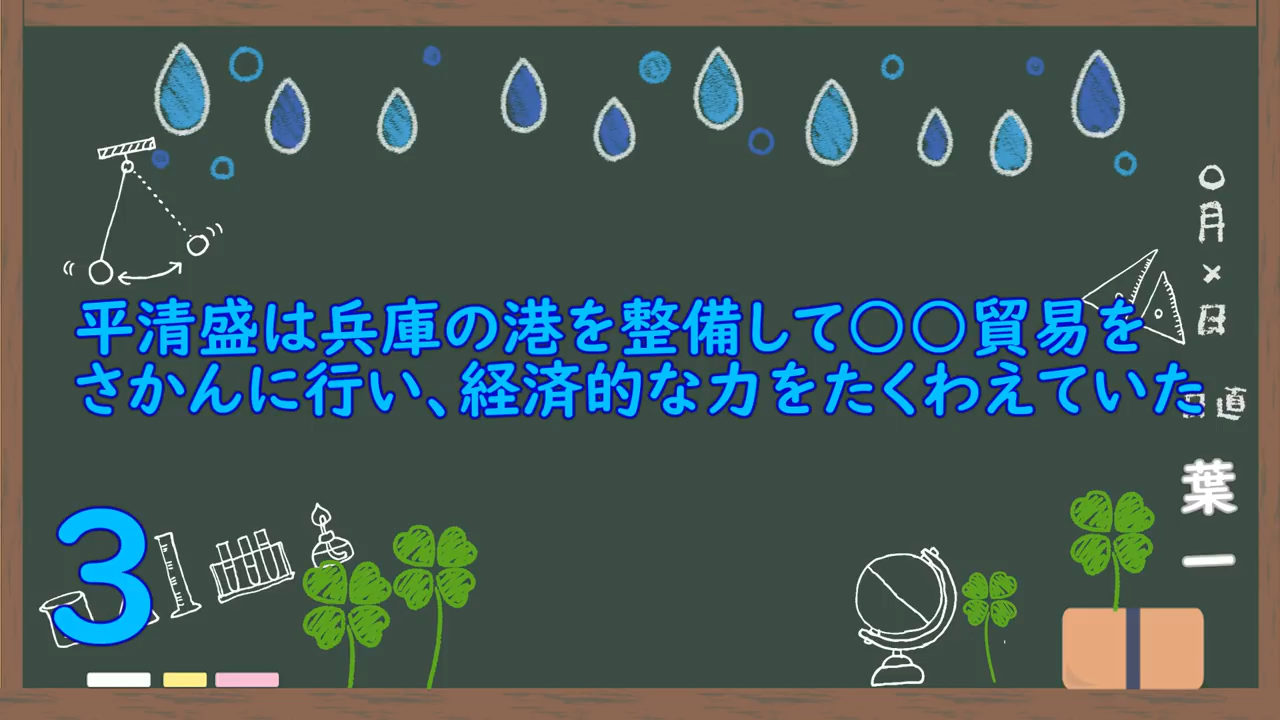 平清盛は兵庫の港を整備して〇〇貿易を
さかんに行い、経済的な力をたくわえていた
3
〇月×日
日直
葉一